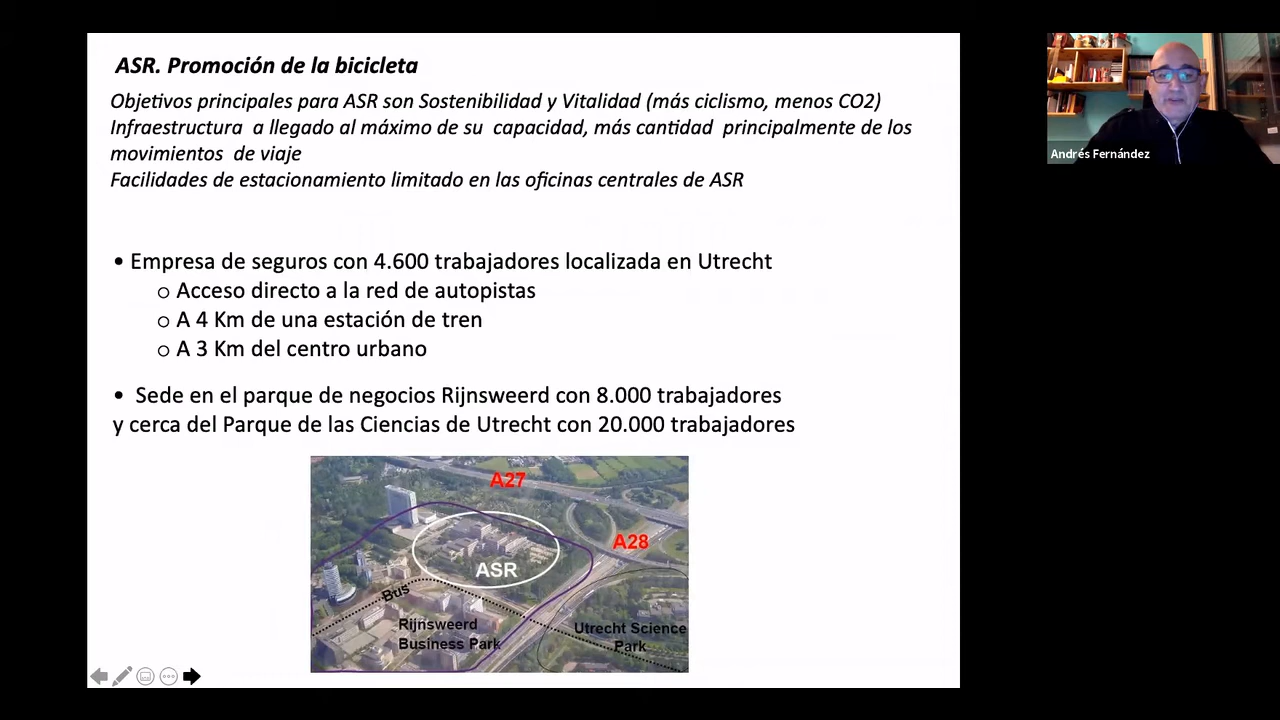 ASR. Promoción de la bicicleta
Objetivos principales para ASR son Sostenibilidad y Vitalidad (más ciclismo, menos CO2)
Infraestructura a llegado al máximo de su capacidad, más cantidad principalmente de los
movimientos de viaje
Facilidades de estacionamiento limitado en las oficinas centrales de ASR
• Empresa de seguros con 4.600 trabajadores localizada en Utrecht
o Acceso directo a la red de autopistas
o A 4 Km de una estación de tren
o A 3 Km del centro urbano
• Sede en el parque de negocios Rijnsweerd con 8.000 trabajadores
y cerca del Parque de las Ciencias de Utrecht con 20.000 trabajadores
A27
A28
ASR
Bus
Rijnsweerd
Business Park
Utrecht Science
Park
Andrés Fernández